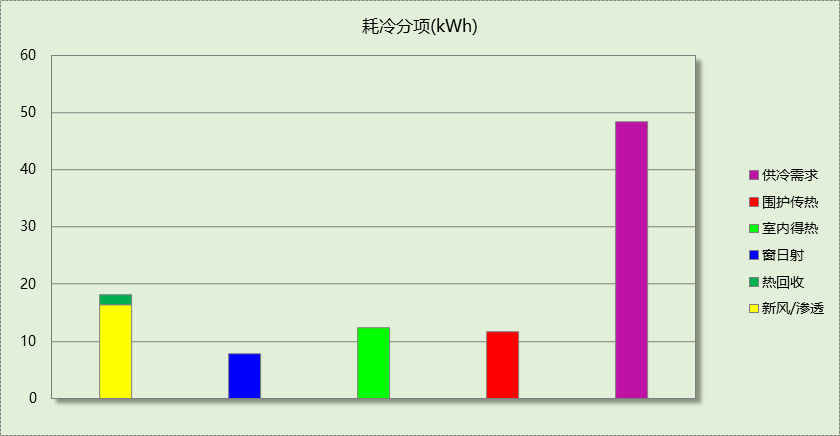 耗冷分项(kWh)
60
50
40
30
20
10
0
供冷需求
围护传热
室内得热
窗日射
热回收
新风/渗透